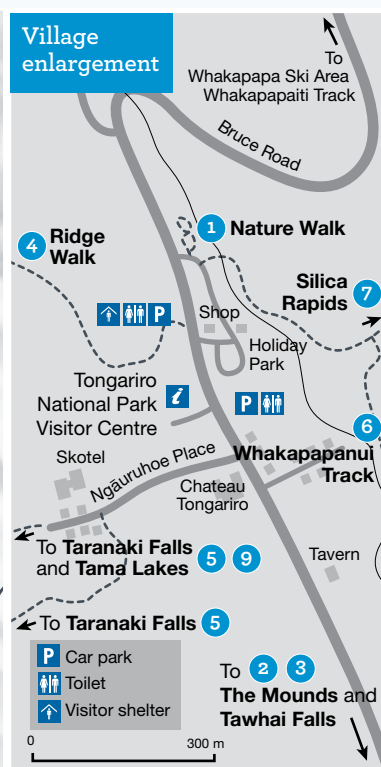 Village
enlargement
To
Whakapapa Ski Area
Whakapapaiti Track
Bruce Road
1 Nature Walk
4 Ridge
Walk
Silica
Rapids 7
P
Shop
Holiday
Park
Tongariro
National Park
Visitor Centre
i
P
6
Whakapapanui
Track
Skotel
Ngāuruhoe Place
Chateau
Tongariro
To Taranaki Falls
and Tama Lakes 5 9
Tavern
To Taranaki Falls 5
P Car park
Toilet
Visitor shelter
To 2 3
The Mounds and
Tawhai Falls
0 300 m